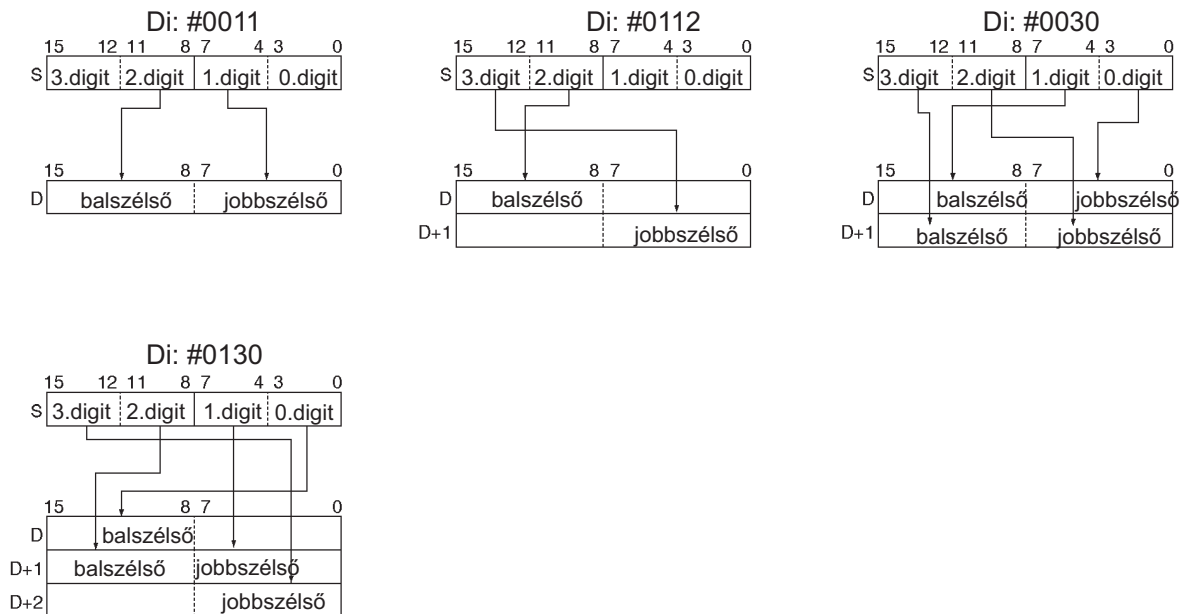 Di: #0011
15 12 11 8 7 4 3 0
S 3.digit 2.digit 1.digit 0.digit
15 8 7 0
D balszélső jobbszélső
Di: #0112
15 12 11 8 7 4 3 0
S 3.digit 2.digit 1.digit 0.digit
15 8 7 0
D balszélső
D+1 jobbszélső
Di: #0030
15 12 11 8 7 4 3 0
S 3.digit 2.digit 1.digit 0.digit
15 8 7 0
D balszélső jobbszélső
D+1 balszélső jobbszélső
Di: #0130
15 12 11 8 7 4 3 0
S 3.digit 2.digit 1.digit 0.digit
15 8 7 0
D balszélső
D+1 balszélső jobbszélső
D+2 jobbszélső